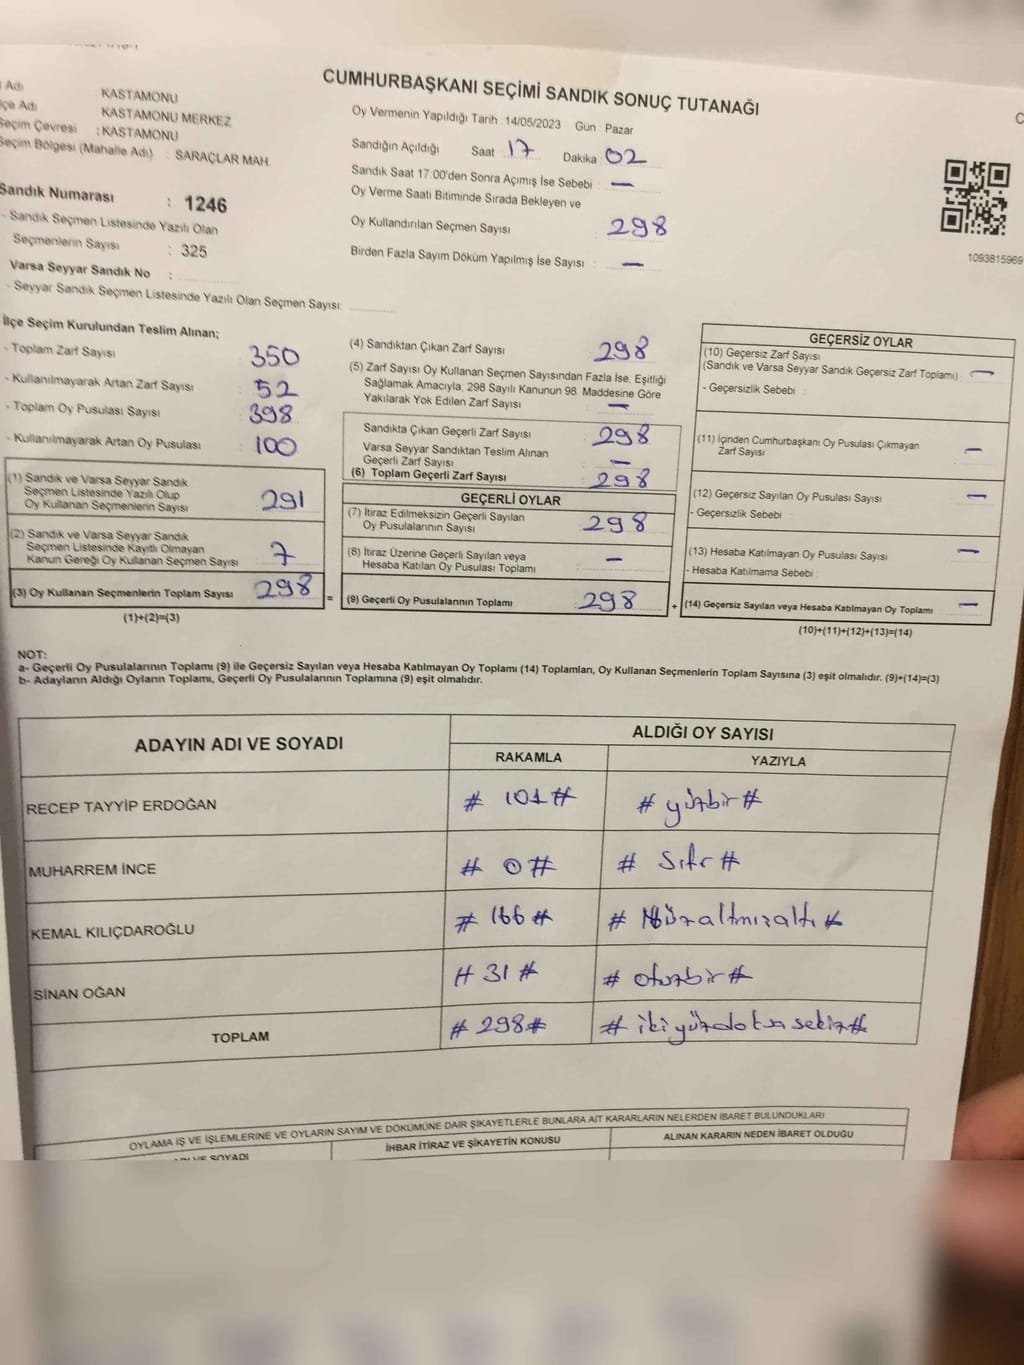 CUMHURBAŞKANI SEÇİMİ SANDIK SONUÇ TUTANAĞI
Adı KASTAMONU
İlçe Adı KASTAMONU MERKEZ
Seçim Çevresi : KASTAMONU
Seçim Bölgesi (Mahalle Adı) : SARAÇLAR MAH
Sandık Numarası : 1246
- Sandık Seçmen Listesinde Yazılı Olan
Seçmenlerin Sayısı : 325
Varsa Seyyar Sandık No :
- Seyyar Sandık Seçmen Listesinde Yazılı Olan Seçmen Sayısı:
Oy Vermenin Yapıldığı Tarih : 14/05/2023 Gün : Pazar
Sandığın Açıldığı Saat 17 Dakika 02
Sandık Saat 17:00'den Sonra Açımış İse Sebebi : —
Oy Verme Saati Bitiminde Sırada Bekleyen ve
Oy Kullandırılan Seçmen Sayısı : 298
Birden Fazla Sayım Döküm Yapılmış İse Sayısı : —
1093815969
İlçe Seçim Kurulundan Teslim Alınan;
- Toplam Zarf Sayısı 350
- Kullanılmayarak Artan Zarf Sayısı 52
- Toplam Oy Pusulası Sayısı 398
- Kullanılmayarak Artan Oy Pusulası 100
(1) Sandık ve Varsa Seyyar Sandık
Seçmen Listesinde Yazılı Olup
Oy Kullanan Seçmenlerin Sayısı 291
(2) Sandık ve Varsa Seyyar Sandık
Seçmen Listesinde Kayıtlı Olmayan
Kanun Gereği Oy Kullanan Seçmen Sayısı 7
(3) Oy Kullanan Seçmenlerin Toplam Sayısı 298 =
(1)+(2)=(3)
(4) Sandıktan Çıkan Zarf Sayısı 298
(5) Zarf Sayısı Oy Kullanan Seçmen Sayısından Fazla İse, Eşitliği
Sağlamak Amacıyla; 298 Sayılı Kanunun 98. Maddesine Göre
Yakılarak Yok Edilen Zarf Sayısı —
Sandıkta Çıkan Geçerli Zarf Sayısı 298
Varsa Seyyar Sandıktan Teslim Alınan
Geçerli Zarf Sayısı —
(6) Toplam Geçerli Zarf Sayısı 298
GEÇERLİ OYLAR
(7) İtiraz Edilmeksizin Geçerli Sayılan
Oy Pusulalarının Sayısı 298
(8) İtiraz Üzerine Geçerli Sayılan veya
Hesaba Katılan Oy Pusulası Toplamı —
(9) Geçerli Oy Pusulalarının Toplamı 298 +
GEÇERSİZ OYLAR
(10) Geçersiz Zarf Sayısı
(Sandık ve Varsa Seyyar Sandık Geçersiz Zarf Toplamı) —
- Geçersizlik Sebebi :
(11) İçinden Cumhurbaşkanı Oy Pusulası Çıkmayan
Zarf Sayısı —
(12) Geçersiz Sayılan Oy Pusulası Sayısı —
- Geçersizlik Sebebi :
(13) Hesaba Katılmayan Oy Pusulası Sayısı —
- Hesaba Katılmama Sebebi :
(14) Geçersiz Sayılan veya Hesaba Katılmayan Oy Toplamı —
(10)+(11)+(12)+(13)=(14)
NOT:
a- Geçerli Oy Pusulalarının Toplamı (9) ile Geçersiz Sayılan veya Hesaba Katılmayan Oy Toplamı (14) Toplamları, Oy Kullanan Seçmenlerin Toplam Sayısına (3) eşit olmalıdır. (9)+(14)=(3)
b- Adayların Aldığı Oyların Toplamı, Geçerli Oy Pusulalarının Toplamına (9) eşit olmalıdır.
ADAYIN ADI VE SOYADI ALDIĞI OY SAYISI
RAKAMLA YAZIYLA
RECEP TAYYİP ERDOĞAN # 101 # # yüzbir #
MUHARREM İNCE # 0 # # Sıfır #
KEMAL KILIÇDAROĞLU # 166 # # Yüzaltmışaltı #
SİNAN OĞAN # 31 # # otuzbir #
TOPLAM # 298 # # ikiyüzdoksansekiz #
OYLAMA İŞ VE İŞLEMLERİNE VE OYLARIN SAYIM VE DÖKÜMÜNE DAİR ŞİKAYETLERLE BUNLARA AİT KARARLARIN NELERDEN İBARET BULUNDUKLARI
ADI VE SOYADI İHBAR İTİRAZ VE ŞİKAYETİN KONUSU ALINAN KARARIN NEDEN İBARET OLDUĞU